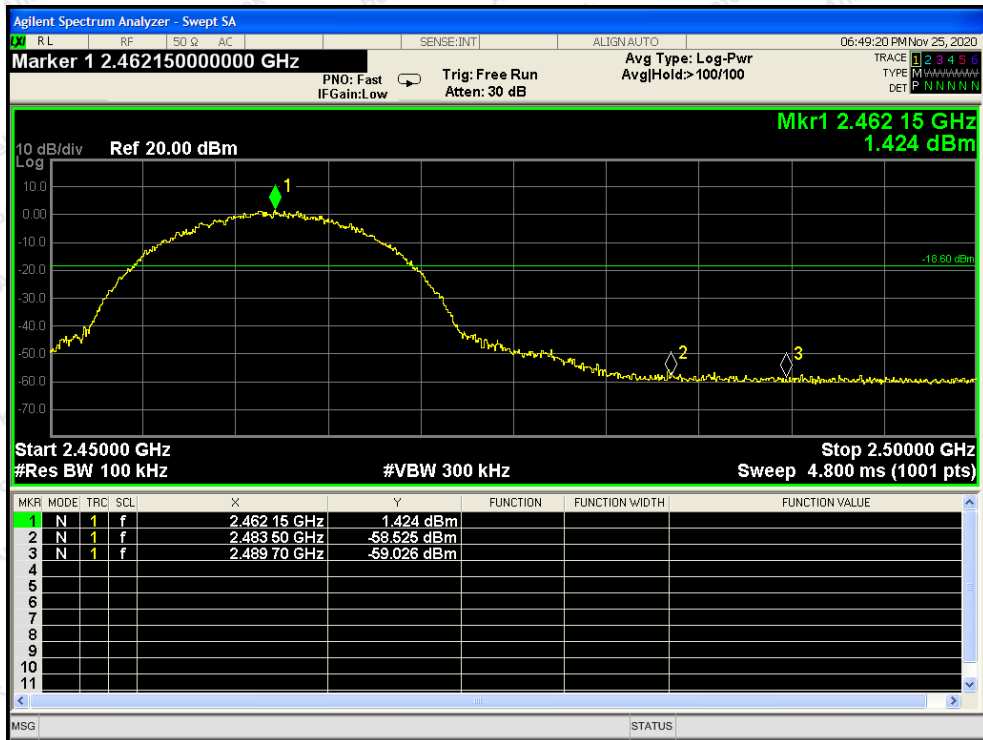 Agilent Spectrum Analyzer - Swept SA
LXI RL RF 50 Ω AC SENSE:INT ALIGN AUTO 06:49:20 PM Nov 25, 2020
Marker 1 2.462150000000 GHz
PNO: Fast
IFGain:Low
Trig: Free Run
Atten: 30 dB
Avg Type: Log-Pwr
Avg|Hold:>100/100
TRACE 1 2 3 4 5 6
TYPE M
DET P N N N N N
Mkr1 2.462 15 GHz
1.424 dBm
10 dB/div Ref 20.00 dBm
Log
10.0
0.00
-10.0
-20.0
-30.0
-40.0
-50.0
-60.0
-70.0
1
-18.60 dBm
2
3
Start 2.45000 GHz Stop 2.50000 GHz
#Res BW 100 kHz #VBW 300 kHz Sweep 4.800 ms (1001 pts)
MKR MODE TRC SCL X Y FUNCTION FUNCTION WIDTH FUNCTION VALUE
1 N 1 f 2.462 15 GHz 1.424 dBm
2 N 1 f 2.483 50 GHz -58.525 dBm
3 N 1 f 2.489 70 GHz -59.026 dBm
4
5
6
7
8
9
10
11
MSG STATUS